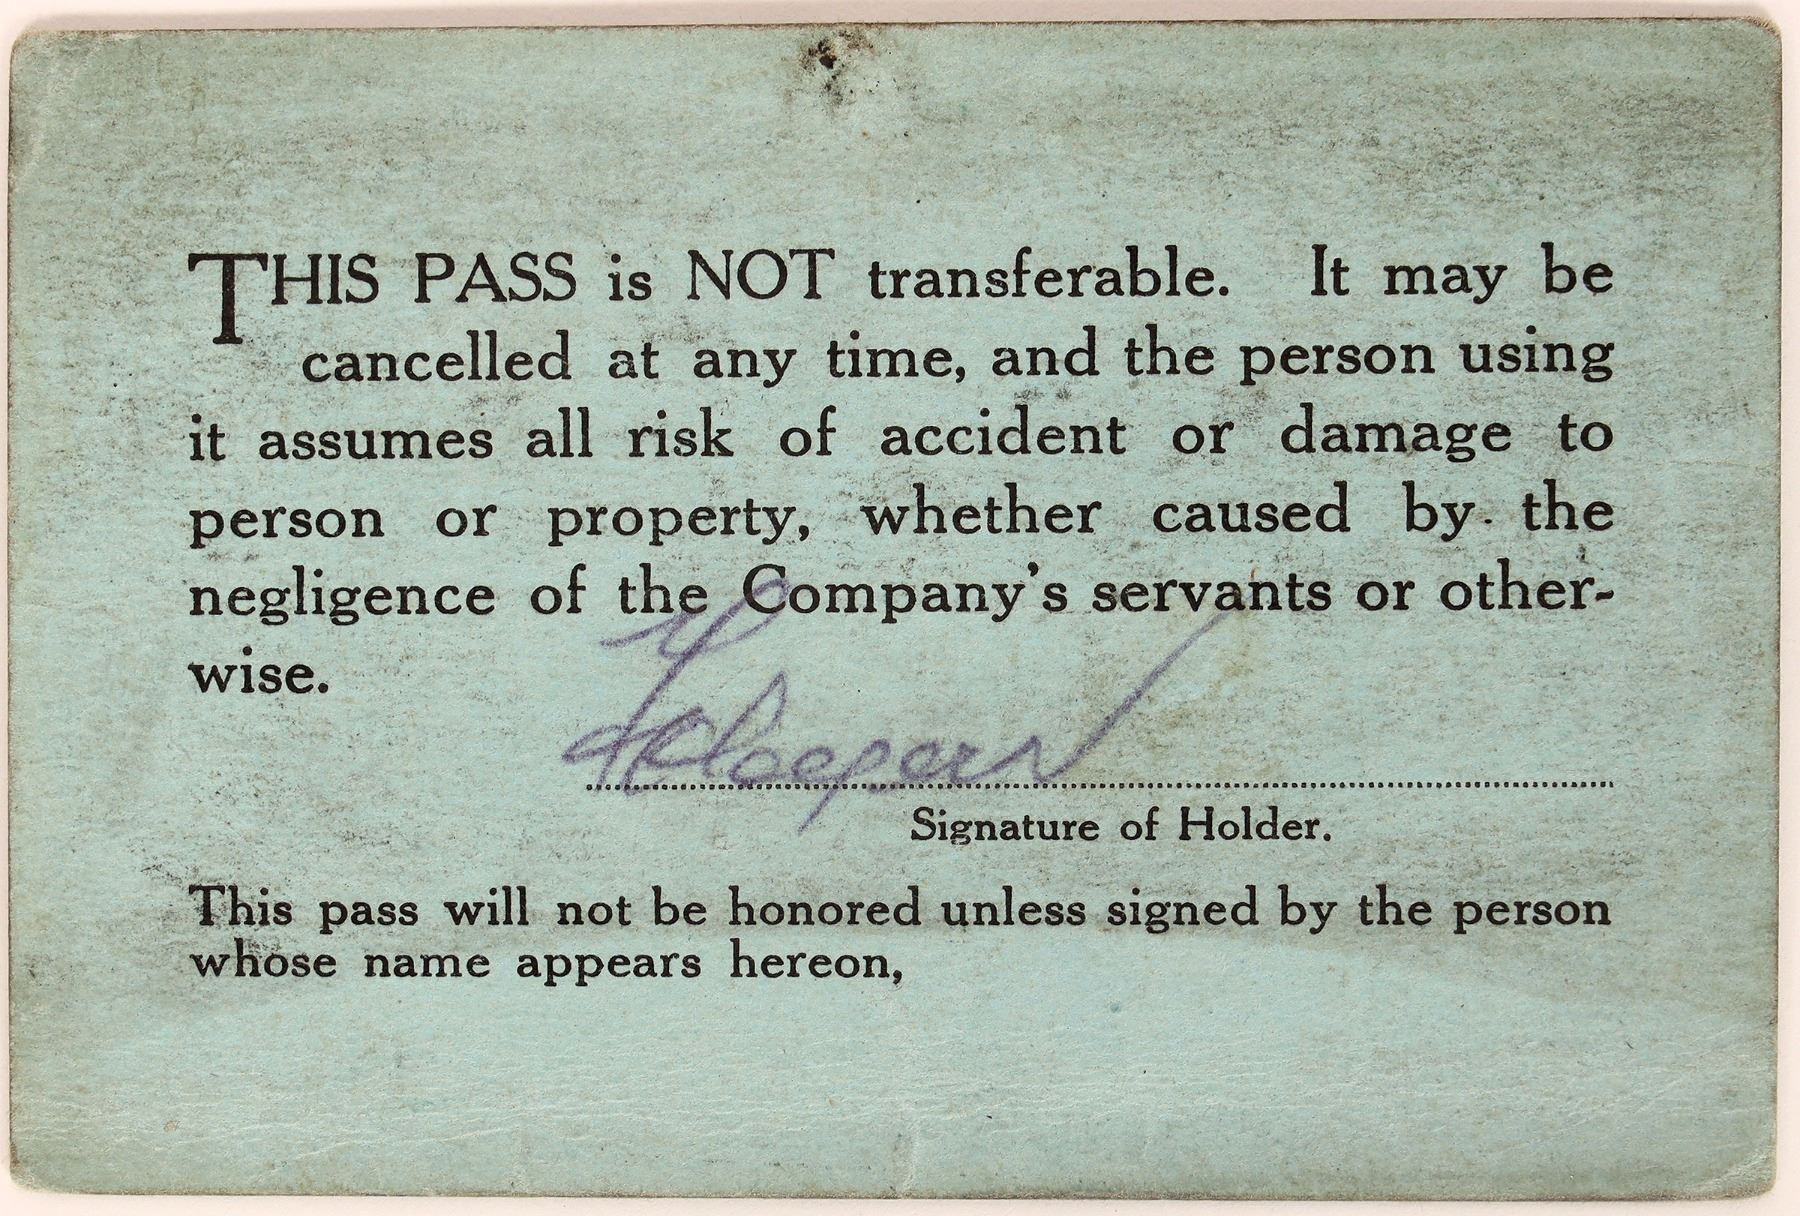 THIS PASS is NOT transferable. It may be
cancelled at any time, and the person using
it assumes all risk of accident or damage to
person or property, whether caused by the
negligence of the Company's servants or other-
wise.
Signature of Holder.
This pass will not be honored unless signed by the person
whose name appears hereon,